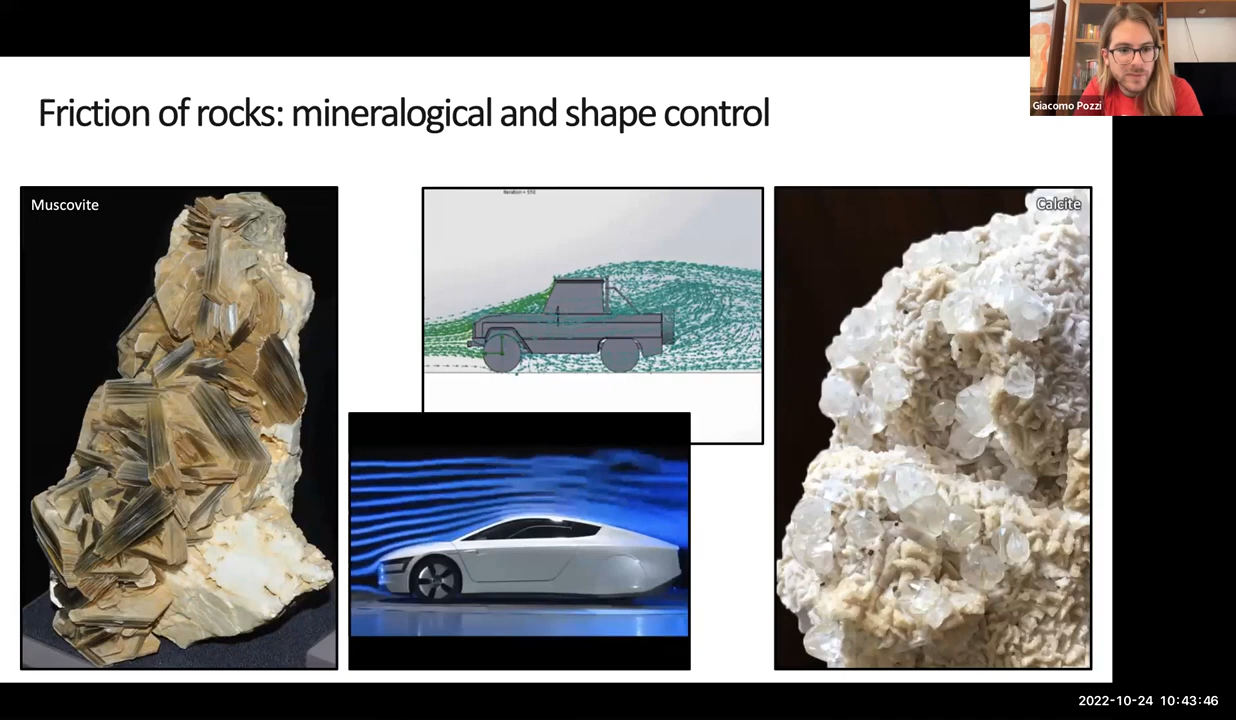 Friction of rocks: mineralogical and shape control
Giacomo Pozzi
Muscovite
Calcite
2022-10-24 10:43:46